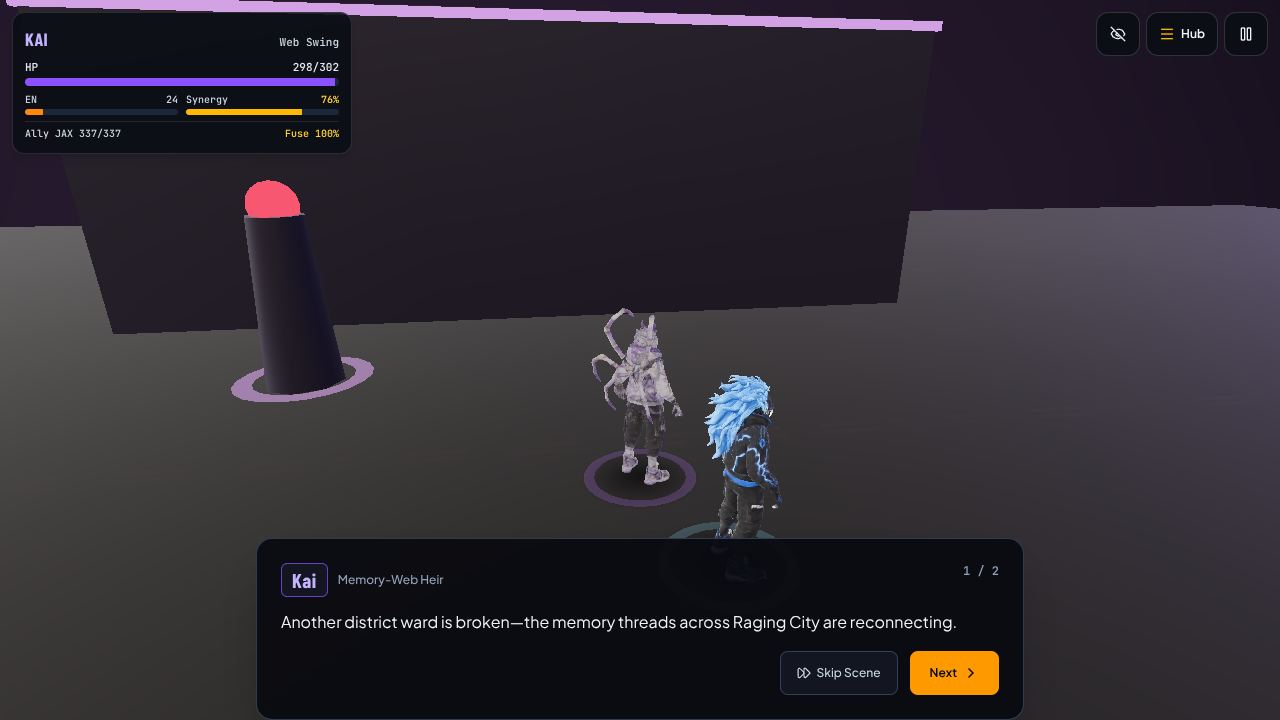 KAI
Web Swing
HP 298/302
EN 24 Synergy 76%
Ally JAX 337/337 Fuse 100%
Hub
Kai Memory-Web Heir 1 / 2
Another district ward is broken—the memory threads across Raging City are reconnecting.
Skip Scene
Next